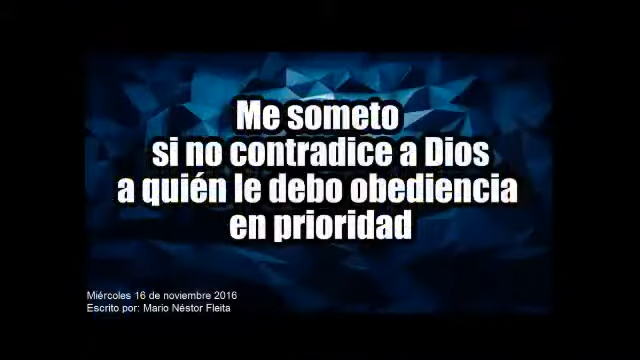 Me someto
si no contradice a Dios
a quién le debo obediencia
en prioridad
Miércoles 16 de noviembre 2016
Escrito por: Mario Néstor Fleita